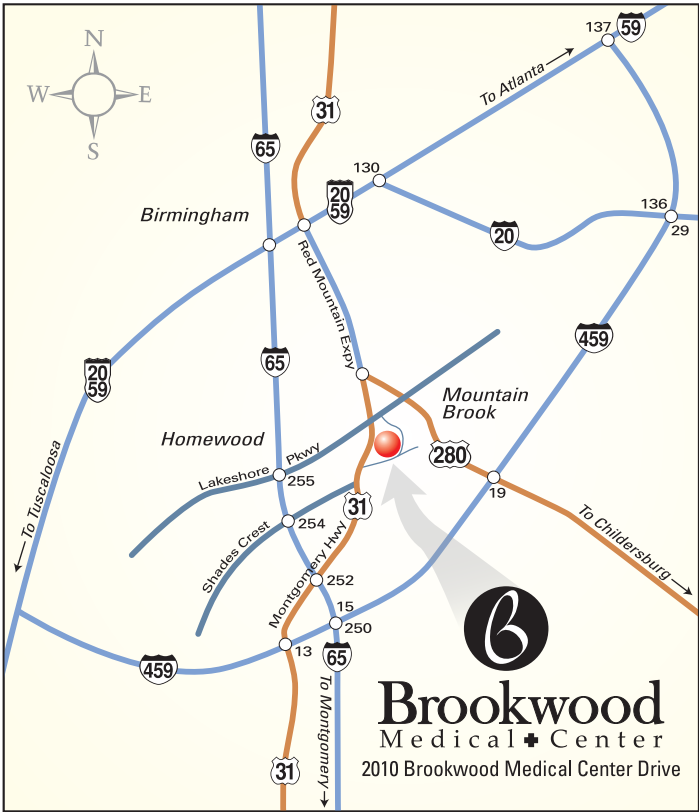 137
59
N
To Atlanta
W
E
31
S
65
130
20
59
136
Birmingham
20
29
Red Mountain Expy
459
65
20
59
Mountain
Brook
Homewood
280
Lakeshore Pkwy
255
19
To Tuscaloosa
31
254
Shades Crest
To Childersburg
Montgomery Hwy
252
15
250
13
65
459
B
Brookwood
Medical Center
To Montgomery
2010 Brookwood Medical Center Drive
31